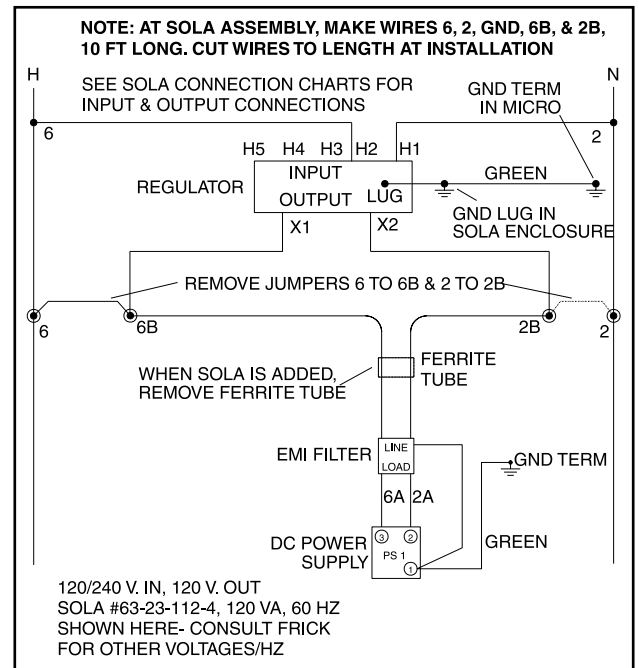 NOTE: AT SOLA ASSEMBLY, MAKE WIRES 6, 2, GND, 6B, & 2B,
10 FT LONG. CUT WIRES TO LENGTH AT INSTALLATION
H
N
SEE SOLA CONNECTION CHARTS FOR
INPUT & OUTPUT CONNECTIONS
GND TERM
IN MICRO
6
2
H5 H4 H3 H2 H1
INPUT
GREEN
REGULATOR
OUTPUT LUG
GND LUG IN
SOLA ENCLOSURE
X1 X2
REMOVE JUMPERS 6 TO 6B & 2 TO 2B
6 6B 2B 2
WHEN SOLA IS ADDED,
REMOVE FERRITE TUBE
FERRITE
TUBE
EMI FILTER
LINE
LOAD
GND TERM
6A 2A
3 2
DC POWER
SUPPLY
PS 1
1
GREEN
120/240 V. IN, 120 V. OUT
SOLA #63-23-112-4, 120 VA, 60 HZ
SHOWN HERE- CONSULT FRICK
FOR OTHER VOLTAGES/HZ